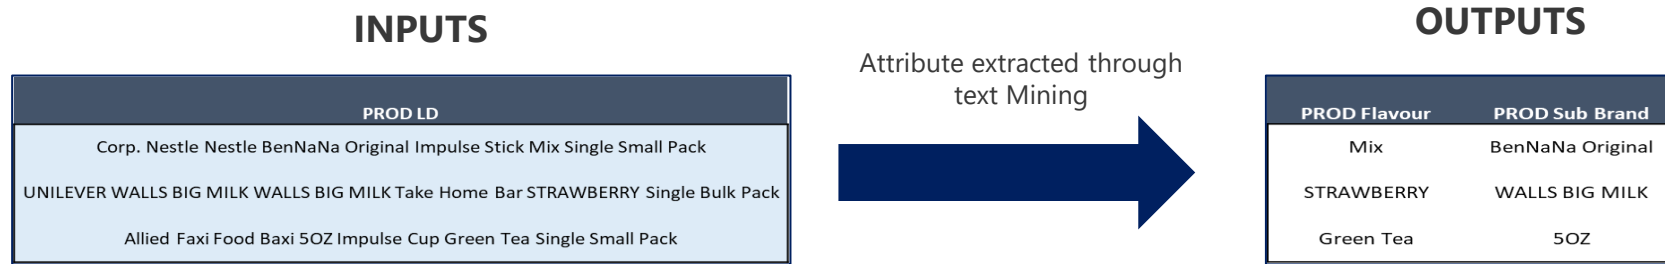 INPUTS
PROD LD
Corp. Nestle Nestle BenNaNa Original Impulse Stick Mix Single Small Pack
UNILEVER WALLS BIG MILK WALLS BIG MILK Take Home Bar STRAWBERRY Single Bulk Pack
Allied Faxi Food Baxi 5OZ Impulse Cup Green Tea Single Small Pack
Attribute extracted through
text Mining
OUTPUTS
PROD Flavour PROD Sub Brand
Mix BenNaNa Original
STRAWBERRY WALLS BIG MILK
Green Tea 5OZ